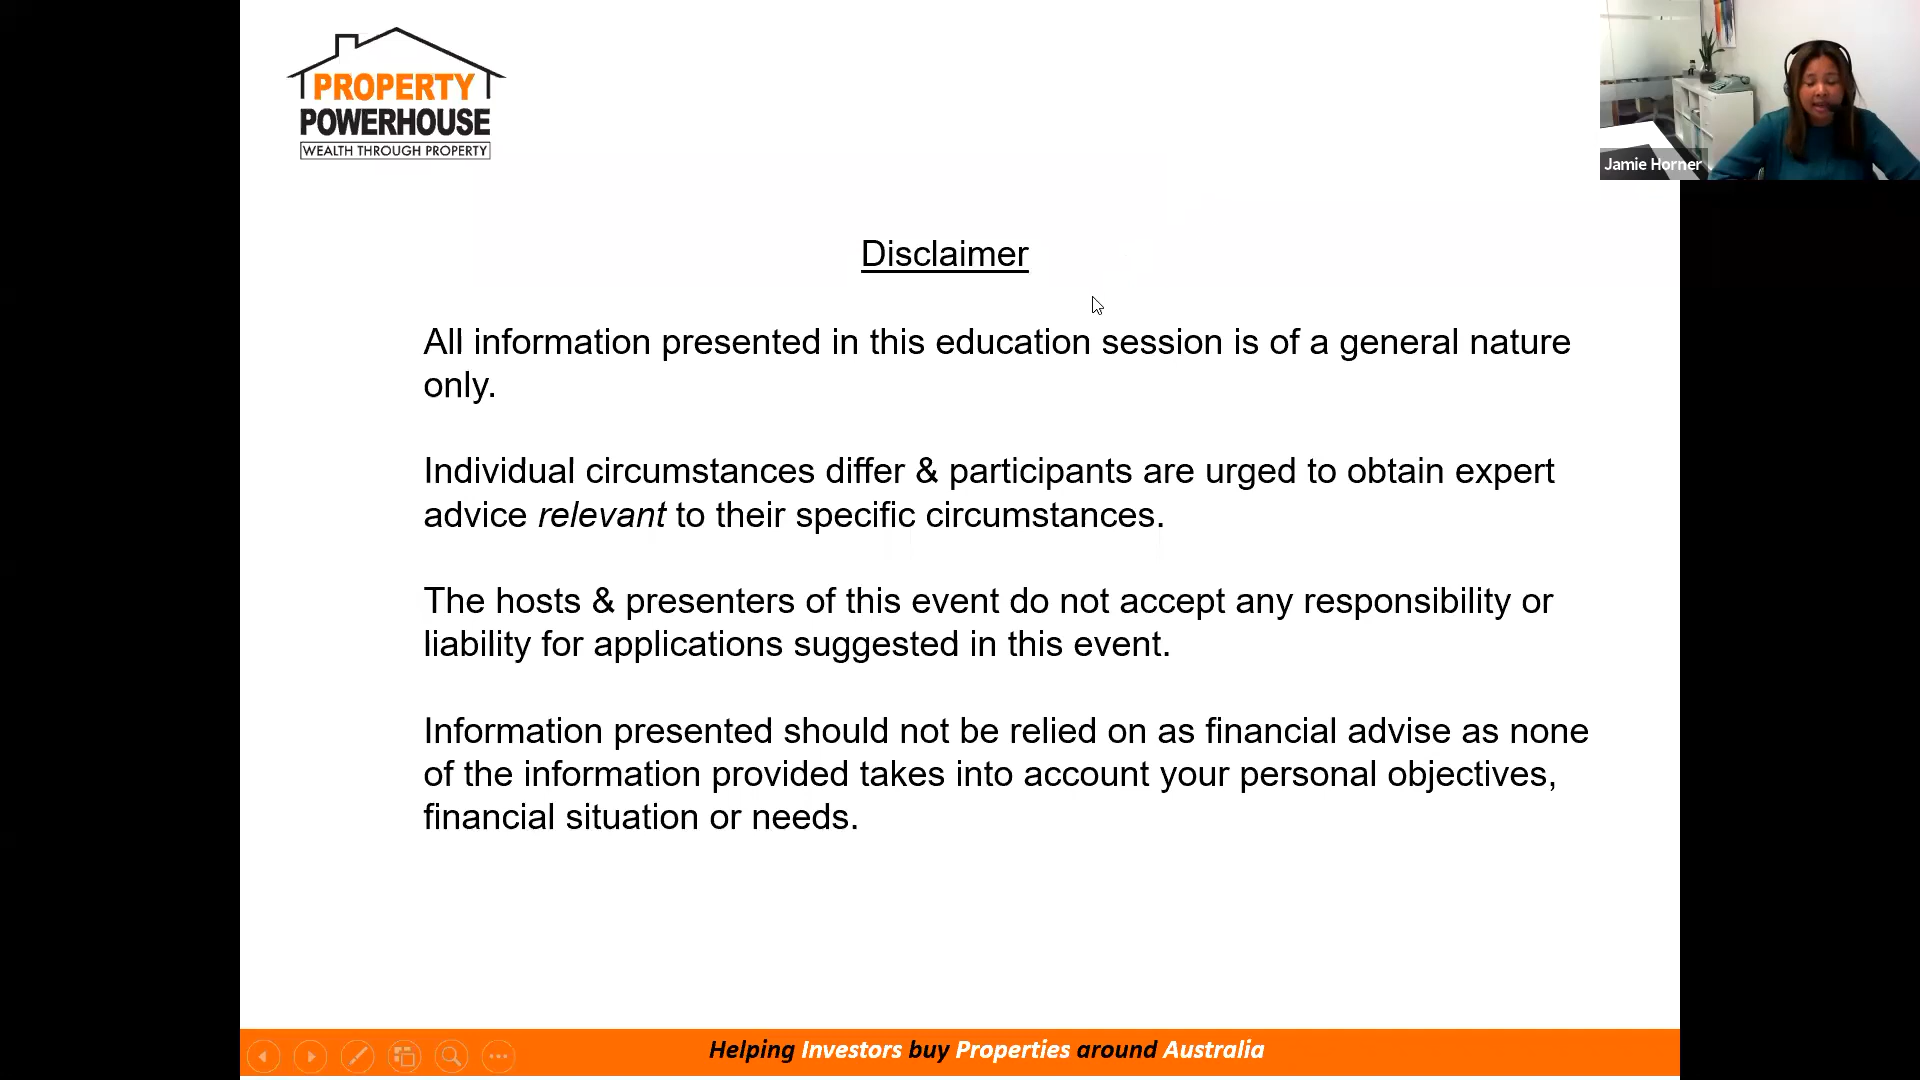 PROPERTY
POWERHOUSE
WEALTH THROUGH PROPERTY
Jamie Horner
Disclaimer
All information presented in this education session is of a general nature
only.
Individual circumstances differ & participants are urged to obtain expert
advice relevant to their specific circumstances.
The hosts & presenters of this event do not accept any responsibility or
liability for applications suggested in this event.
Information presented should not be relied on as financial advise as none
of the information provided takes into account your personal objectives,
financial situation or needs.
Helping Investors buy Properties around Australia